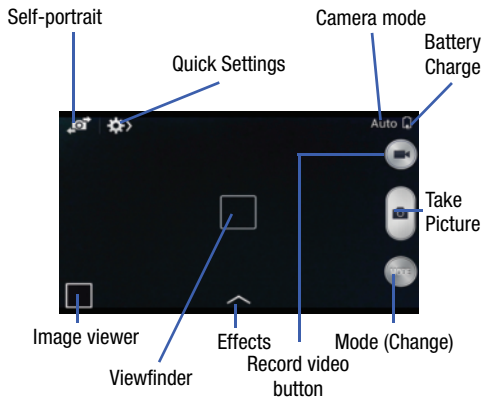 Self-portrait
Camera mode
Battery
Charge
Quick Settings
Auto
Take
Picture
MODE
Image viewer
Effects
Mode (Change)
Viewfinder
Record video
button